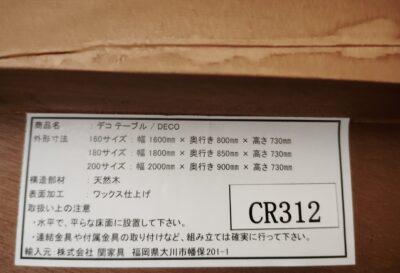 商品名 : デコ テーブル / DECO
外形寸法 : 160サイズ : 幅 1600㎜ × 奥行き 800㎜ × 高さ 730㎜
180サイズ : 幅 1800㎜ × 奥行き 850㎜ × 高さ 730㎜
200サイズ : 幅 2000㎜ × 奥行き 900㎜ × 高さ 730㎜
構造部材 : 天然木
表面加工 : ワックス仕上げ
取扱い上の注意
・水平で、平らな床面に設置して下さい。
・連結金具や付属金具の取り付けなど、組み立ては確実に行って下さい。
輸入元：株式会社 関家具 福岡県大川市幡保201-1
CR312